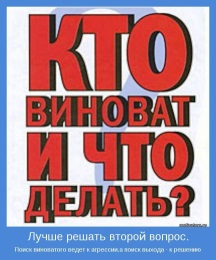 КТО
ВИНОВАТ
И ЧТО
ДЕЛАТЬ?
Лучше решать второй вопрос.
Поиск виноватого ведет к агрессии,а поиск выхода - к решению